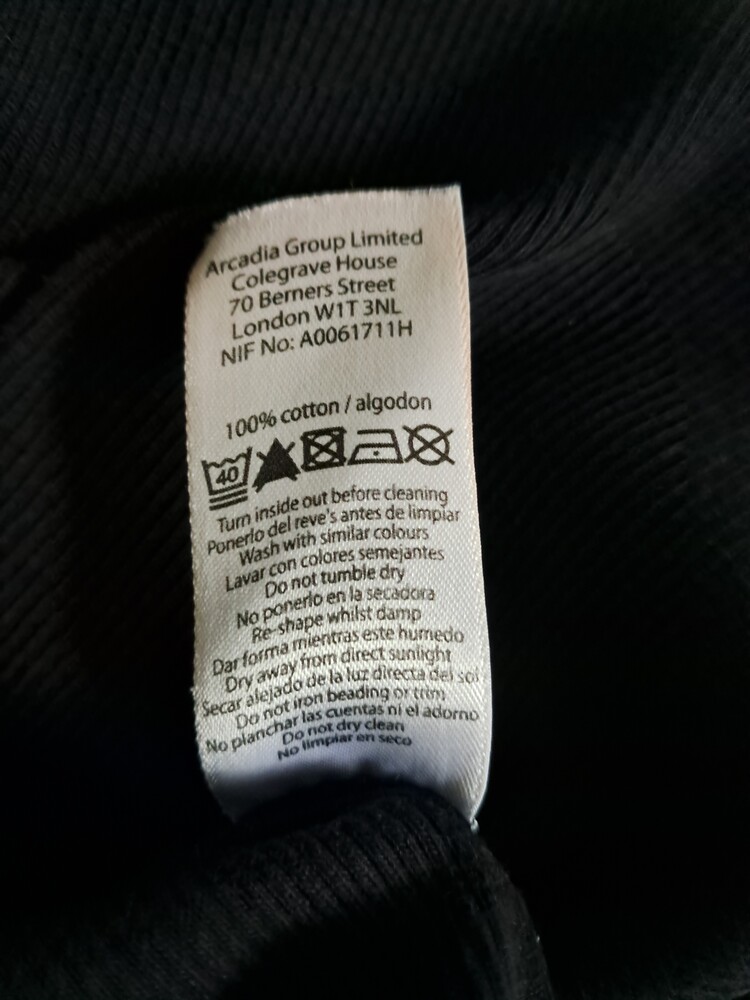 Arcadia Group Limited
Colegrave House
70 Berners Street
London W1T 3NL
NIF No: A0061711H
100% cotton / algodon
40
Turn inside out before cleaning
Ponerlo del reve's antes de limpiar
Wash with similar colours
Lavar con colores semejantes
Do not tumble dry
No ponerlo en la secadora
Re-shape whilst damp
Dar forma mientras este humedo
Dry away from direct sunlight
Secar alejado de la luz directa del sol
Do not iron beading or trim
No planchar las cuentas ni el adorno
Do not dry clean
No limpiar en seco